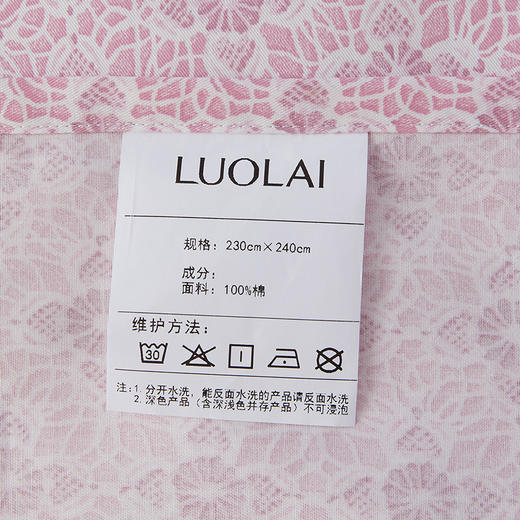 LUOLAI
规格：230cm×240cm
成分：
面料：100%棉
维护方法：
30
注：1.分开水洗，能反面水洗的产品请反面水洗
2.深色产品（含深浅色并存产品）不可浸泡